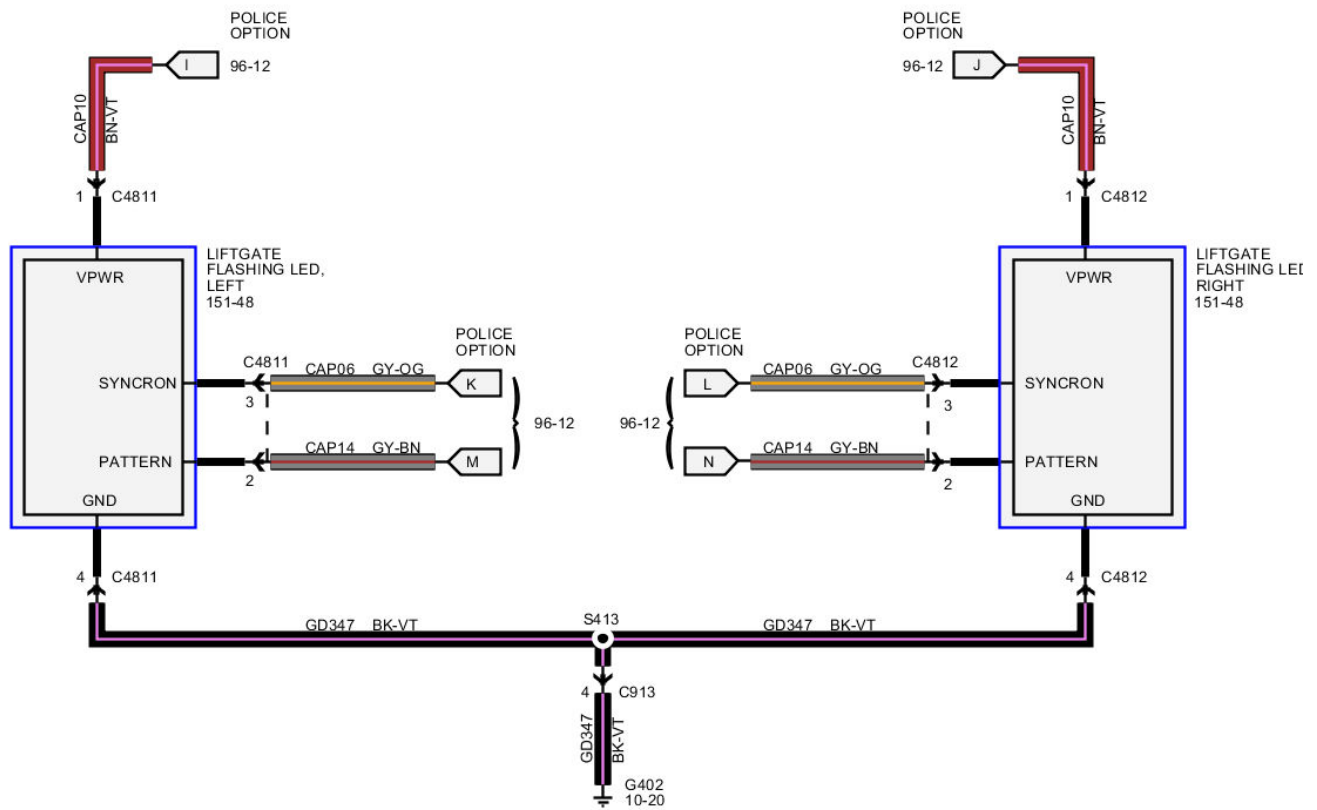 POLICE
OPTION
I
96-12
CAP10
BN-VT
1
C4811
LIFTGATE
FLASHING LED,
LEFT
151-48
VPWR
SYNCRON
PATTERN
GND
C4811
3
CAP06 GY-OG
K
POLICE
OPTION
2
CAP14 GY-BN
M
96-12
4
C4811
POLICE
OPTION
96-12
J
CAP10
BN-VT
1
C4812
LIFTGATE
FLASHING LED
RIGHT
151-48
VPWR
SYNCRON
PATTERN
GND
POLICE
OPTION
L
CAP06 GY-OG
C4812
3
96-12
N
CAP14 GY-BN
2
4
C4812
GD347 BK-VT
S413
GD347 BK-VT
4
C913
GD347
BK-VT
G402
10-20